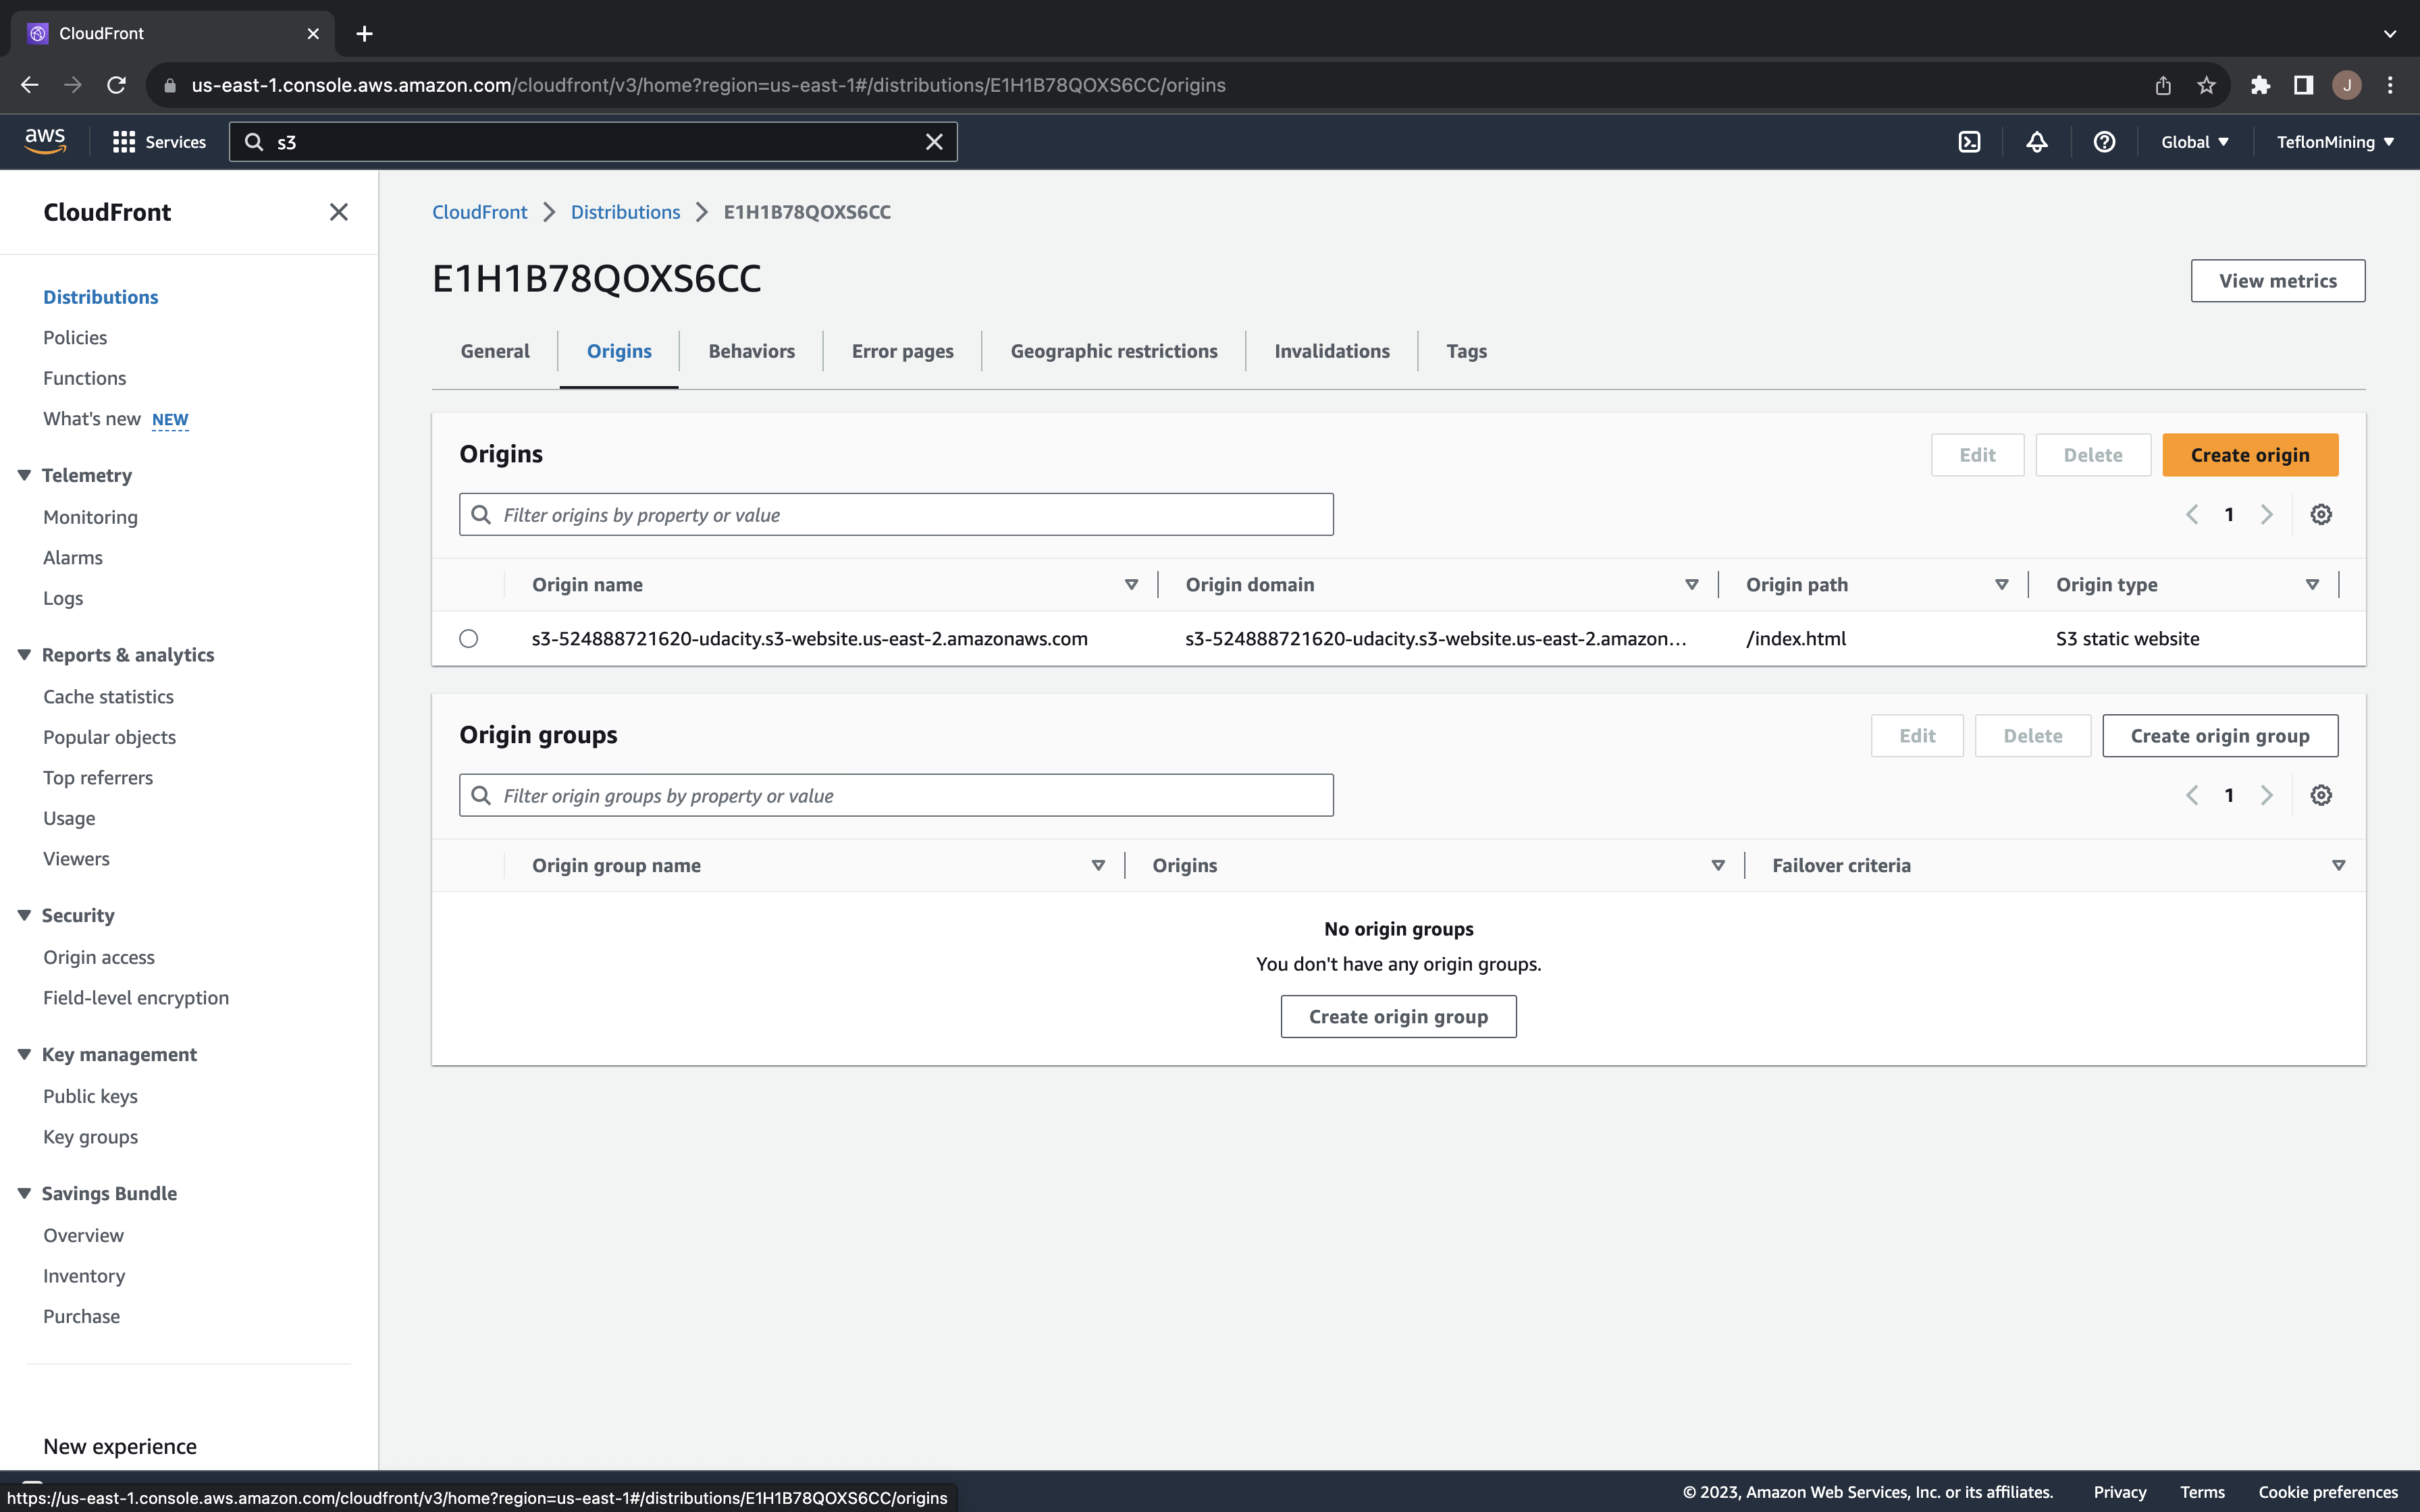 CloudFront
us-east-1.console.aws.amazon.com/cloudfront/v3/home?region=us-east-1#/distributions/E1H1B78QOXS6CC/origins
J
aws
Services
s3
Global
TeflonMining
CloudFront
Distributions
Policies
Functions
What's new NEW
Telemetry
Monitoring
Alarms
Logs
Reports & analytics
Cache statistics
Popular objects
Top referrers
Usage
Viewers
Security
Origin access
Field-level encryption
Key management
Public keys
Key groups
Savings Bundle
Overview
Inventory
Purchase
New experience
CloudFront > Distributions > E1H1B78QOXS6CC
E1H1B78QOXS6CC
View metrics
General
Origins
Behaviors
Error pages
Geographic restrictions
Invalidations
Tags
Origins
Edit
Delete
Create origin
Filter origins by property or value
1
Origin name
Origin domain
Origin path
Origin type
s3-524888721620-udacity.s3-website.us-east-2.amazonaws.com
s3-524888721620-udacity.s3-website.us-east-2.amazon...
/index.html
S3 static website
Origin groups
Edit
Delete
Create origin group
Filter origin groups by property or value
1
Origin group name
Origins
Failover criteria
No origin groups
You don't have any origin groups.
Create origin group
https://us-east-1.console.aws.amazon.com/cloudfront/v3/home?region=us-east-1#/distributions/E1H1B78QOXS6CC/origins
© 2023, Amazon Web Services, Inc. or its affiliates.
Privacy
Terms
Cookie preferences